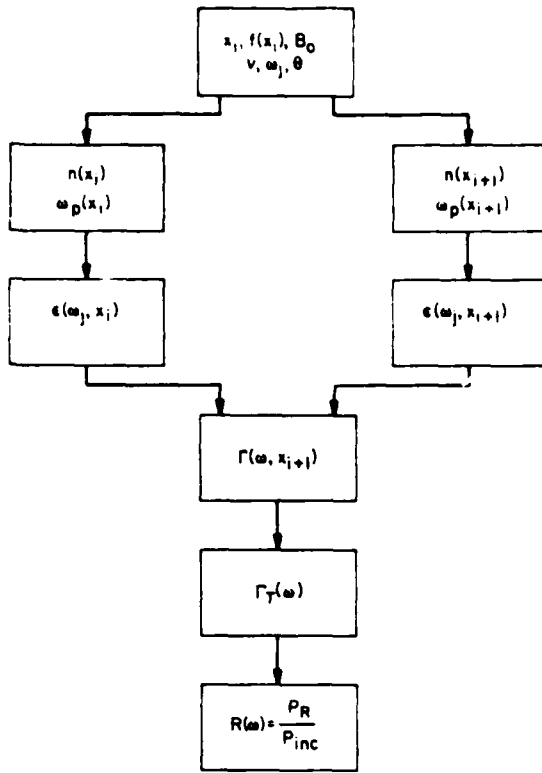 x_i, f(x_i), B_o
ν, ω_j, θ
n(x_i)
ω_p(x_i)
n(x_{i+1})
ω_p(x_{i+1})
ϵ(ω_j, x_i)
ϵ(ω_j, x_{i+1})
Γ(ω, x_{i+1})
Γ_T(ω)
R(ω) = P_R / P_inc